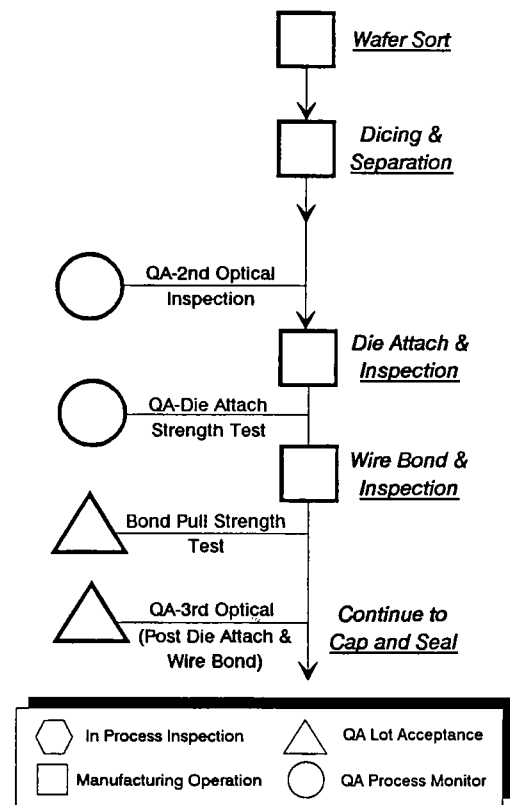 Wafer Sort
Dicing &
Separation
QA-2nd Optical
Inspection
Die Attach &
Inspection
QA-Die Attach
Strength Test
Wire Bond &
Inspection
Bond Pull Strength
Test
QA-3rd Optical
(Post Die Attach &
Wire Bond)
Continue to
Cap and Seal
In Process Inspection
QA Lot Acceptance
Manufacturing Operation
QA Process Monitor